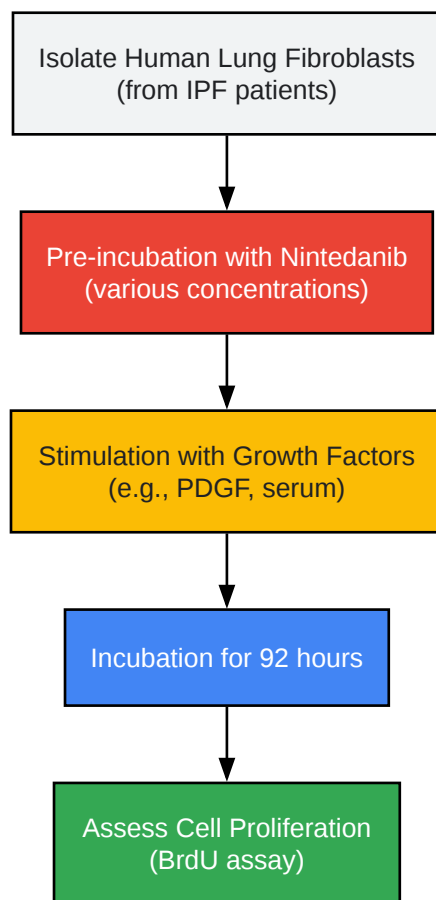 Isolate Human Lung Fibroblasts
(from IPF patients)
Pre-incubation with Nintedanib
(various concentrations)
Stimulation with Growth Factors
(e.g., PDGF, serum)
Incubation for 92 hours
Assess Cell Proliferation
(BrdU assay)